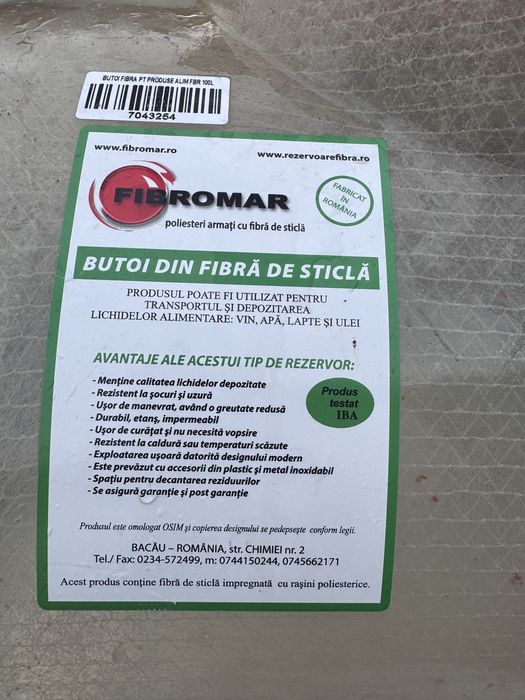 BUTOI FIBRA PT PRODUSE ALIM FBR 100L
7043254
www.fibromar.ro
www.rezervoarefibra.ro
FIBROMAR
poliesteri armați cu fibră de sticlă
FABRICAT
ÎN
ROMÂNIA
BUTOI DIN FIBRĂ DE STICLĂ
PRODUSUL POATE FI UTILIZAT PENTRU
TRANSPORTUL ȘI DEPOZITAREA
LICHIDELOR ALIMENTARE: VIN, APĂ, LAPTE ȘI ULEI
AVANTAJE ALE ACESTUI TIP DE REZERVOR:
- Menține calitatea lichidelor depozitate
- Rezistent la șocuri și uzură
- Ușor de manevrat, având o greutate redusă
- Durabil, etanș, impermeabil
- Ușor de curățat și nu necesită vopsire
- Rezistent la caldură sau temperaturi scăzute
- Exploatarea ușoară datorită designului modern
- Este prevăzut cu accesorii din plastic și metal inoxidabil
- Spațiu pentru decantarea reziduurilor
- Se asigură garanție și post garanție
Produs
testat
IBA
Produsul este omologat OSIM și copierea designului se pedepsește conform legii.
BACĂU – ROMÂNIA, str. CHIMIEI nr. 2
Tel./ Fax: 0234-572499, m: 0744150244, 0745662171
Acest produs conține fibră de sticlă impregnată cu rașini poliesterice.